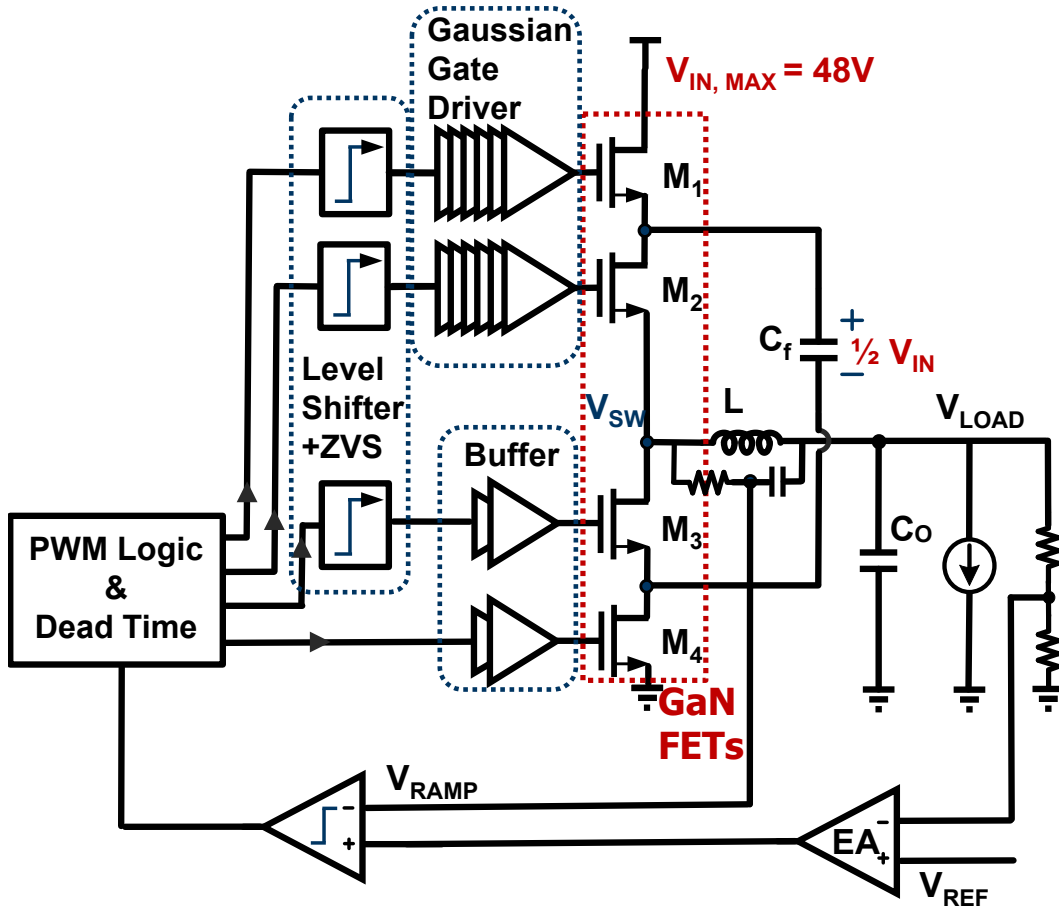 Gaussian
Gate
Driver
V_IN, MAX = 48V
M1
M2
Cf
+
½ VIN
−
Level
Shifter
+ZVS
VSW
L
VLOAD
Buffer
PWM Logic
&
Dead Time
M3
CO
M4
GaN
FETs
VRAMP
-
+
EA
-
+
VREF